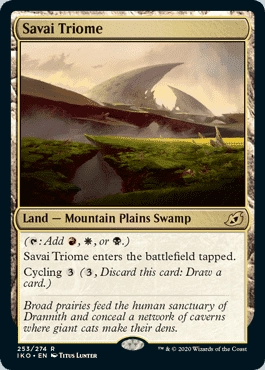 Savai Triome
Land — Mountain Plains Swamp
(: Add , , or .)
Savai Triome enters the battlefield tapped.
Cycling 3 (3, Discard this card: Draw a
card.)
Broad prairies feed the human sanctuary of
Drannith and conceal a network of caverns
where giant cats make their dens.
253/274 R
IKO • EN TITUS LUNTER
™ & © 2020 Wizards of the Coast